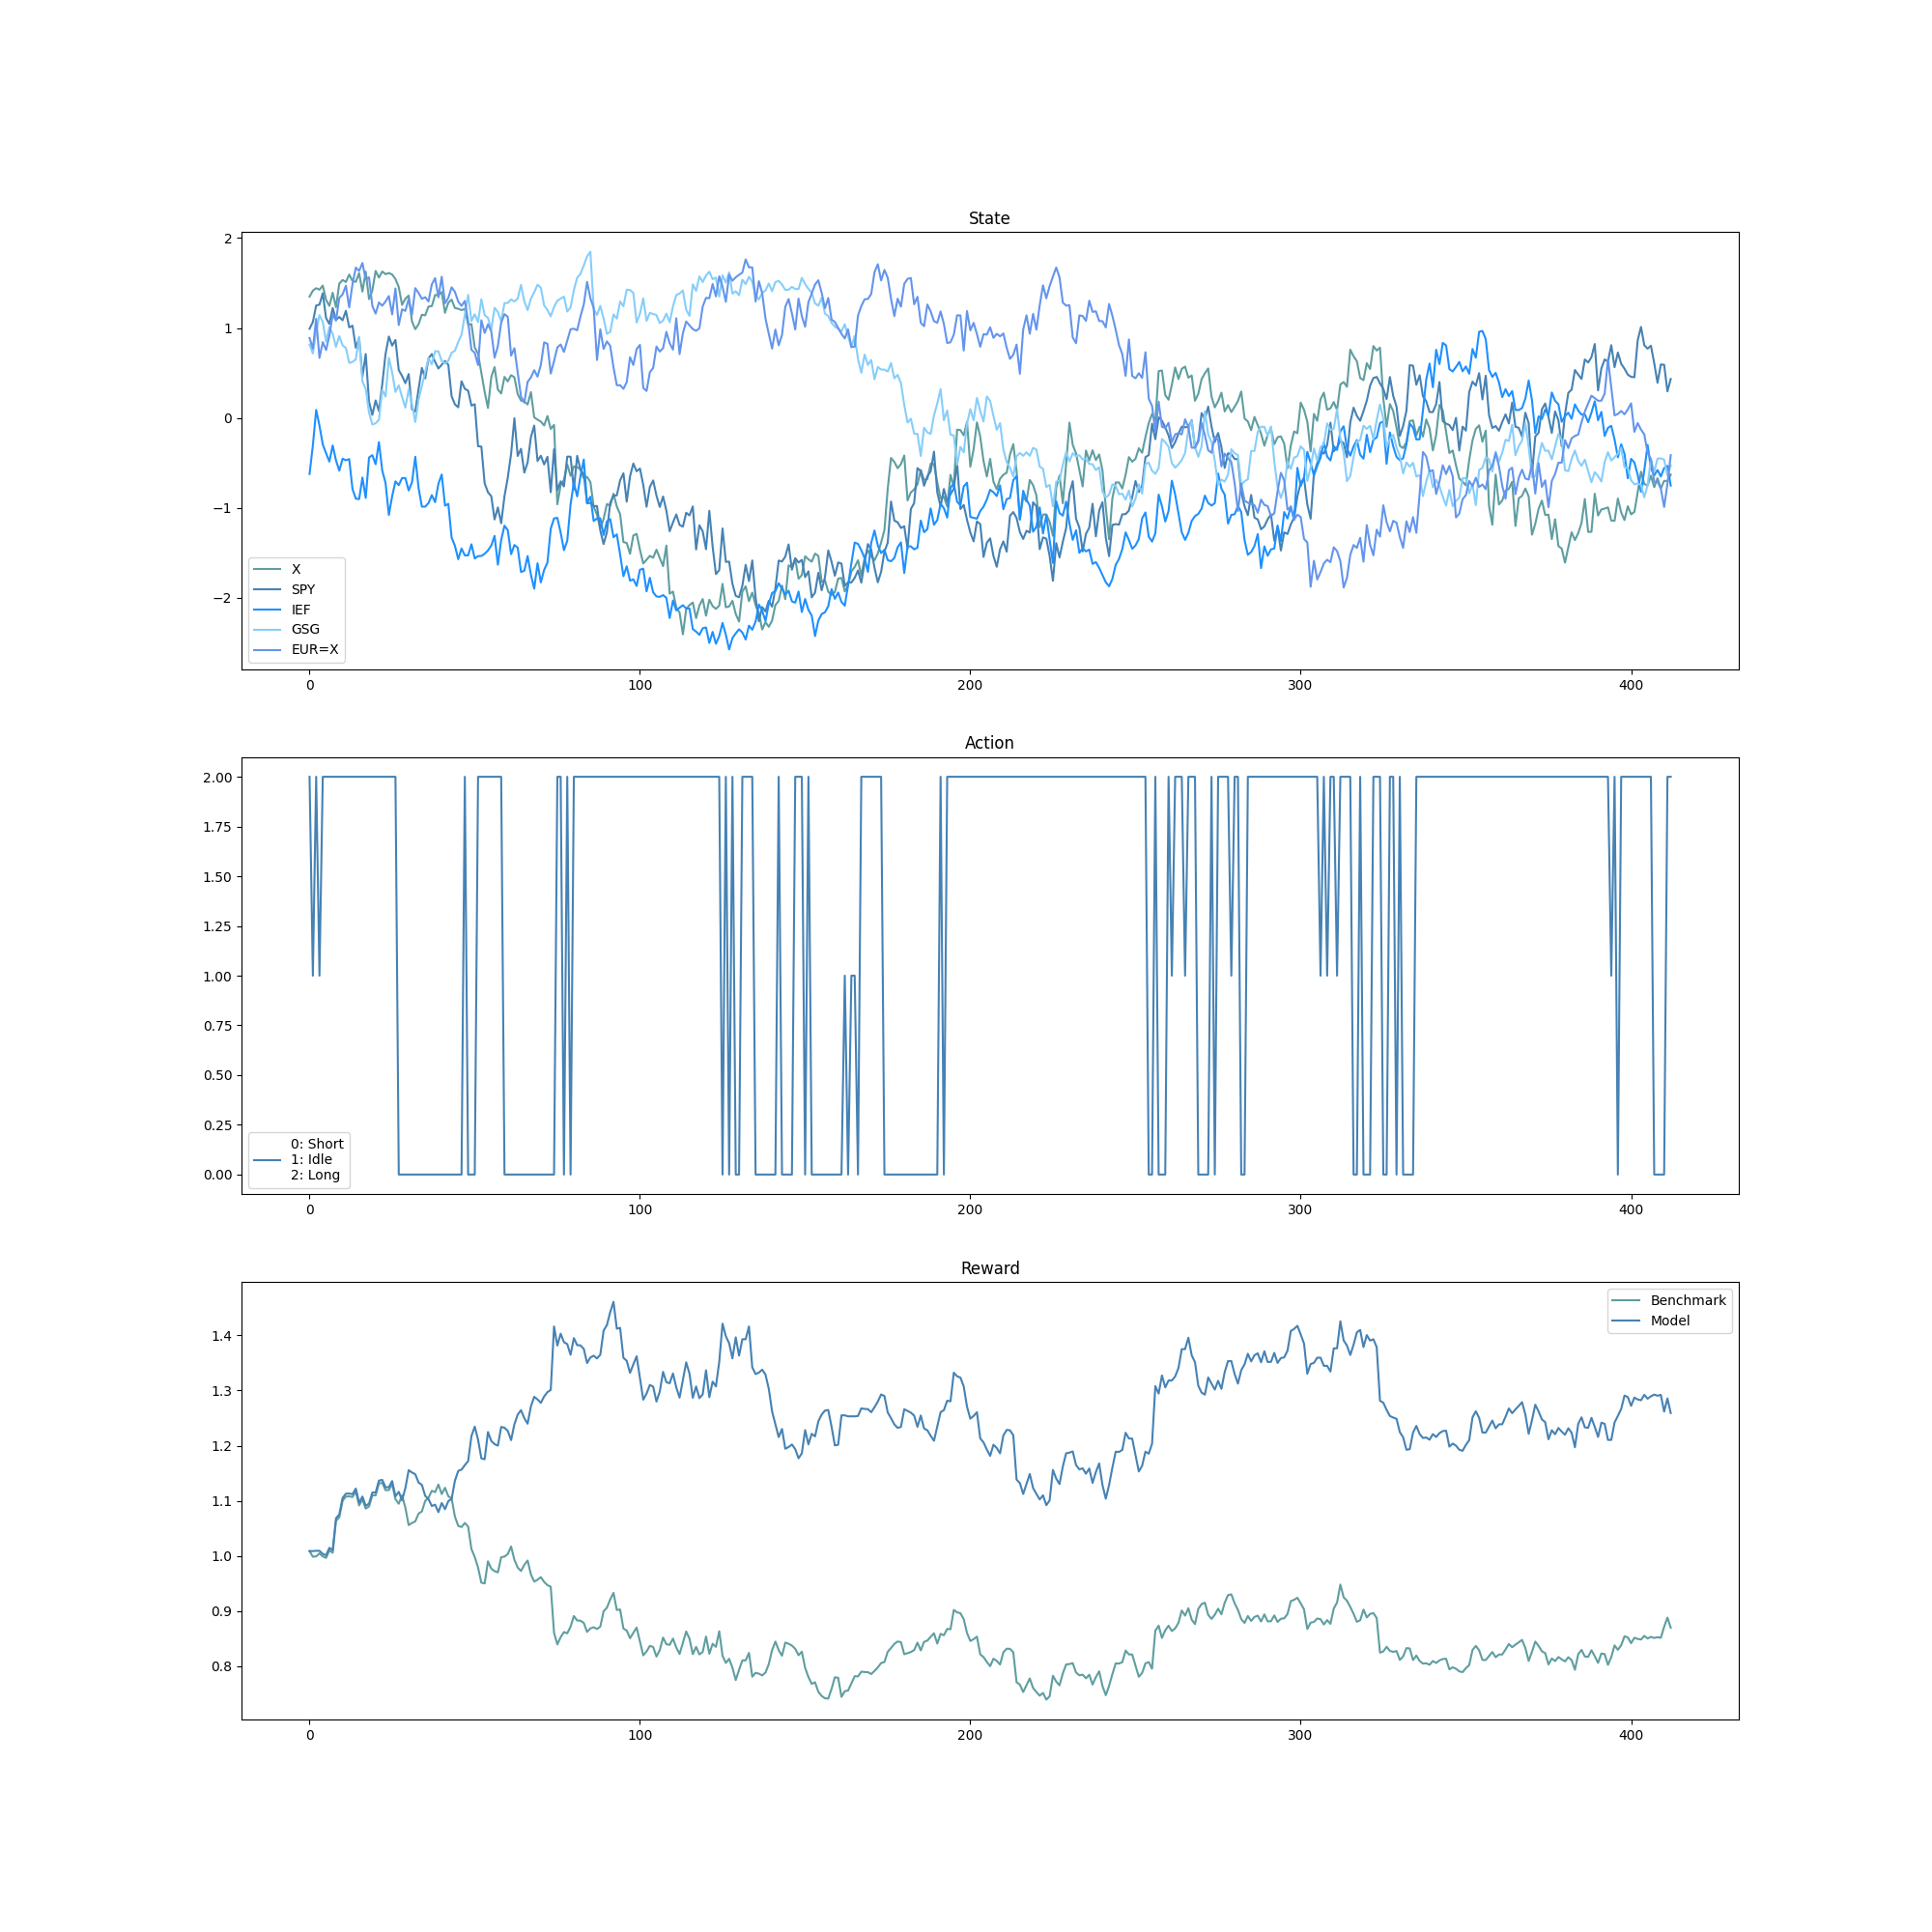 State
2
1
0
−1
−2
X
SPY
IEF
GSG
EUR=X
0 100 200 300 400
Action
2.00
1.75
1.50
1.25
1.00
0.75
0.50
0.25
0.00
0: Short
1: Idle
2: Long
0 100 200 300 400
Reward
Benchmark
Model
1.4
1.3
1.2
1.1
1.0
0.9
0.8
0 100 200 300 400